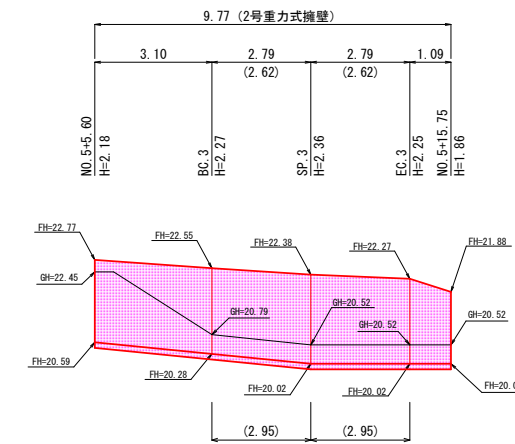 9.77 (2号重力式擁壁)
3.10
2.79
2.79
1.09
(2.62)
(2.62)
NO.5+5.60
H=2.18
BC.3
H=2.27
SP.3
H=2.36
EC.3
H=2.25
NO.5+15.75
H=1.86
FH=22.77
FH=22.55
FH=22.38
FH=22.27
FH=21.88
GH=22.45
GH=20.79
GH=20.52
GH=20.52
GH=20.52
FH=20.59
FH=20.28
FH=20.02
FH=20.02
(2.95)
(2.95)